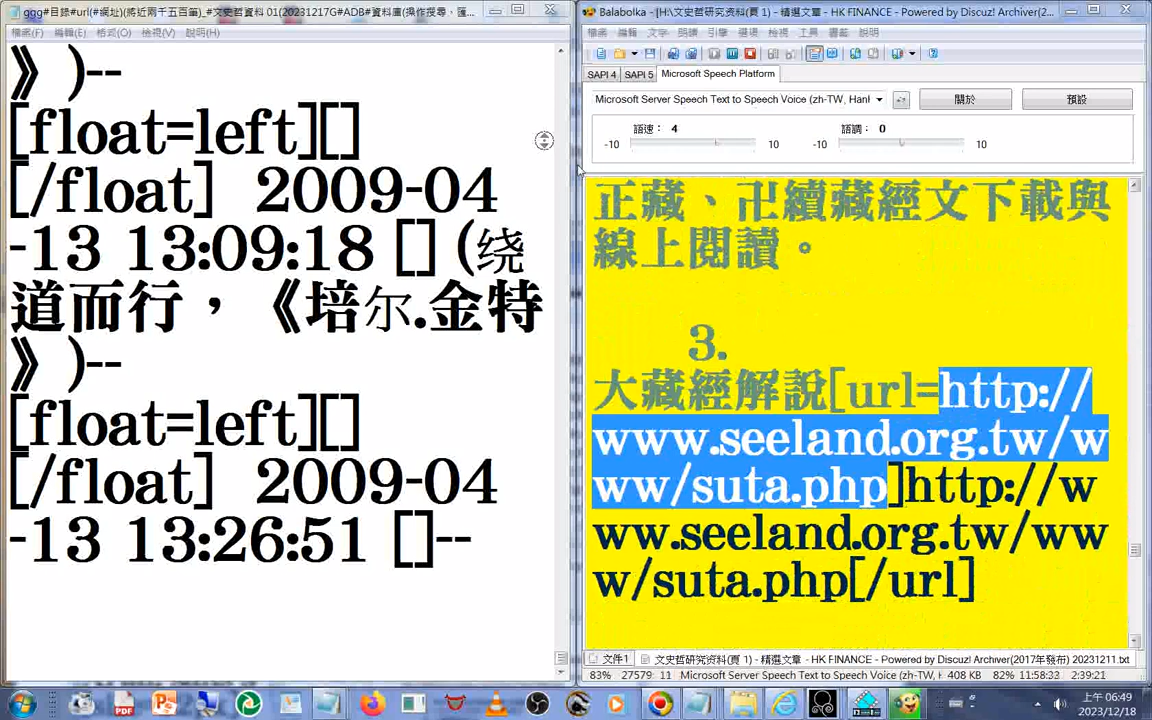 ggg#目錄#url(#網址)(將近兩千五百筆)_#文史哲資料 01(20231217G#ADB#資料庫(操作搜尋，匯...
檔案(F) 編輯(E) 格式(O) 檢視(V) 說明(H)
》)--
[float=left][]
[/float] 2009-04
-13 13:09:18 [] (绕
道而行，《培尔.金特
》)--
[float=left][]
[/float] 2009-04
-13 13:26:51 []--
Balabolka - [H:\文史哲研究资料(頁 1) - 精選文章 - HK FINANCE - Powered by Discuz! Archiver(2...
檔案 編輯 文字 朗讀 引擎 選項 檢視 工具 書籤 說明
SAPI 4 SAPI 5 Microsoft Speech Platform
Microsoft Server Speech Text to Speech Voice (zh-TW, Hanl
關於 預設
語速： 4 語調： 0
-10 10 -10 10
正藏、卍續藏經文下載與
線上閱讀。
3.
大藏經解說[url=http://
www.seeland.org.tw/w
ww/suta.php]http://w
ww.seeland.org.tw/ww
w/suta.php[/url]
文件1 文史哲研究资料(頁 1) - 精選文章 - HK FINANCE - Powered by Discuz! Archiver(2017年發布) 20231211.txt
83% 27579: 11 Microsoft Server Speech Text to Speech Voice (zh-TW, 408 KB 82% 11:58:33 2:39:21
上午 06:49
2023/12/18